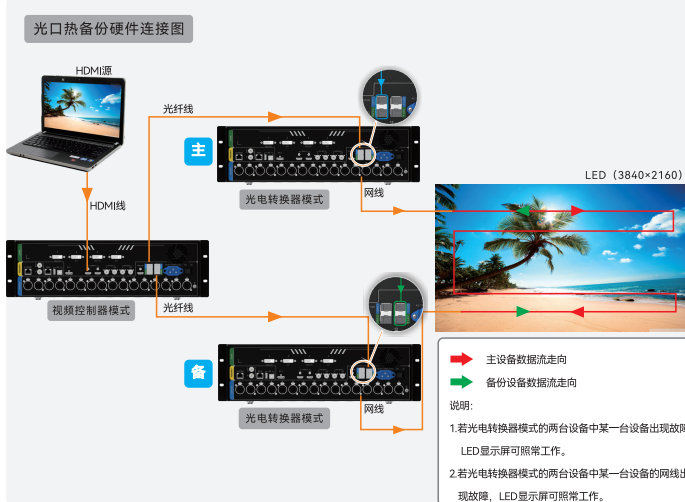 光口热备份硬件连接图
HDMI源
光纤线
主
光电转换器模式
网线
LED（3840×2160）
HDMI线
视频控制器模式
光纤线
备
光电转换器模式
网线
主设备数据流走向
备份设备数据流走向
说明:
1.若光电转换器模式的两台设备中某一台设备出现故障
LED显示屏可照常工作。
2.若光电转换器模式的两台设备中某一台设备的网线出
现故障，LED显示屏可照常工作。